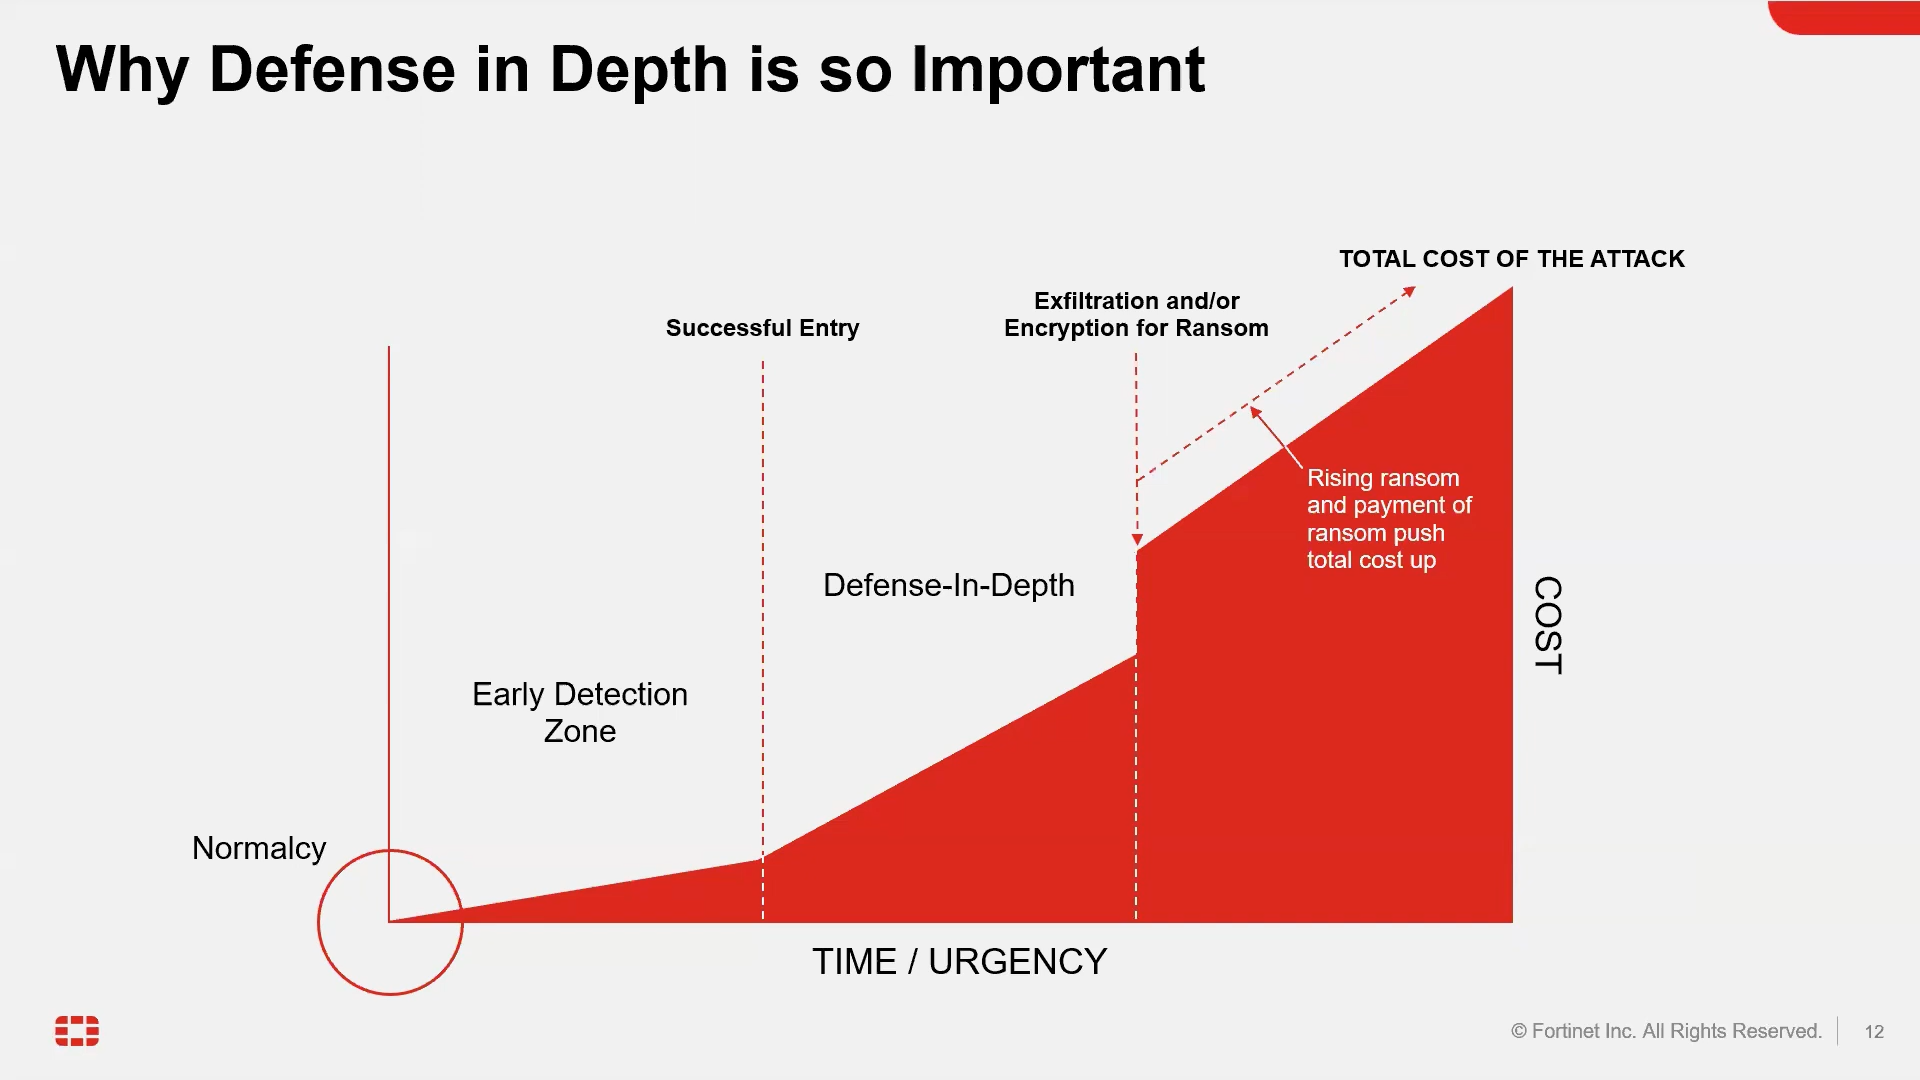 Why Defense in Depth is so Important
TOTAL COST OF THE ATTACK
Exfiltration and/or
Encryption for Ransom
Successful Entry
Rising ransom
and payment of
ransom push
total cost up
Defense-In-Depth
COST
Early Detection
Zone
Normalcy
TIME / URGENCY
© Fortinet Inc. All Rights Reserved.
12